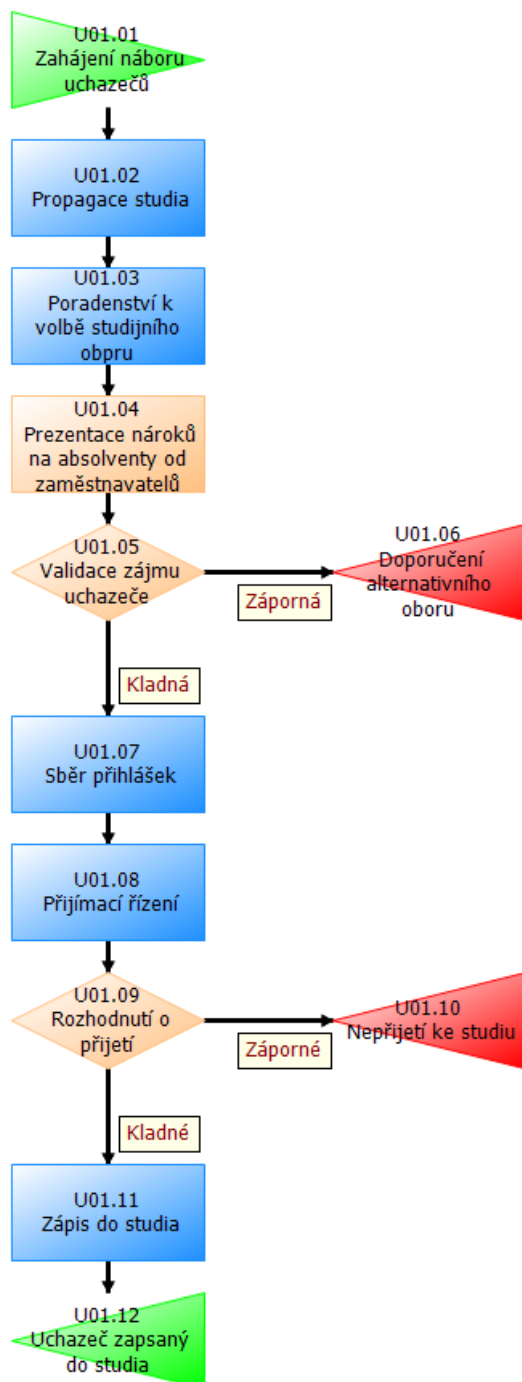 U01.01
Zahájení náboru
uchazečů
U01.02
Propagace studia
U01.03
Poradenství k
volbě studijního
obpru
U01.04
Prezentace nároků
na absolventy od
zaměstnavatelů
U01.05
Validace zájmu
uchazeče
Záporná
U01.06
Doporučení
alternativního
oboru
Kladná
U01.07
Sběr přihlášek
U01.08
Přijímací řízení
U01.09
Rozhodnutí o
přijetí
Záporné
U01.10
Nepřijetí ke studiu
Kladné
U01.11
Zápis do studia
U01.12
Uchazeč zapsaný
do studia